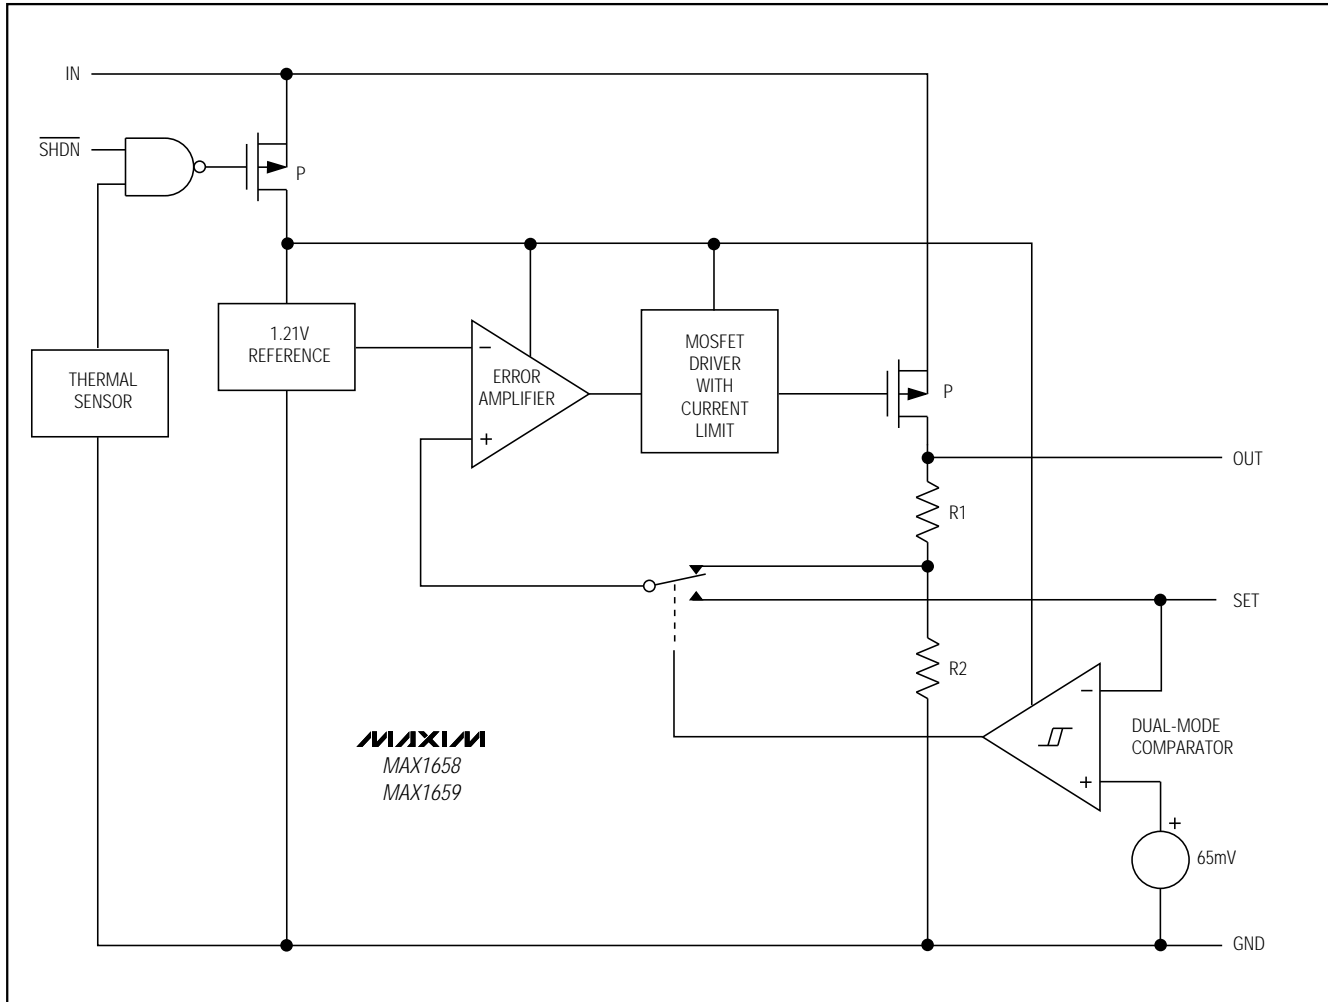 IN
SHDN
P
1.21V
REFERENCE
THERMAL
SENSOR
−
ERROR
AMPLIFIER
+
MOSFET
DRIVER
WITH
CURRENT
LIMIT
P
OUT
R1
SET
R2
−
+
DUAL-MODE
COMPARATOR
MAXIM
MAX1658
MAX1659
+
65mV
GND